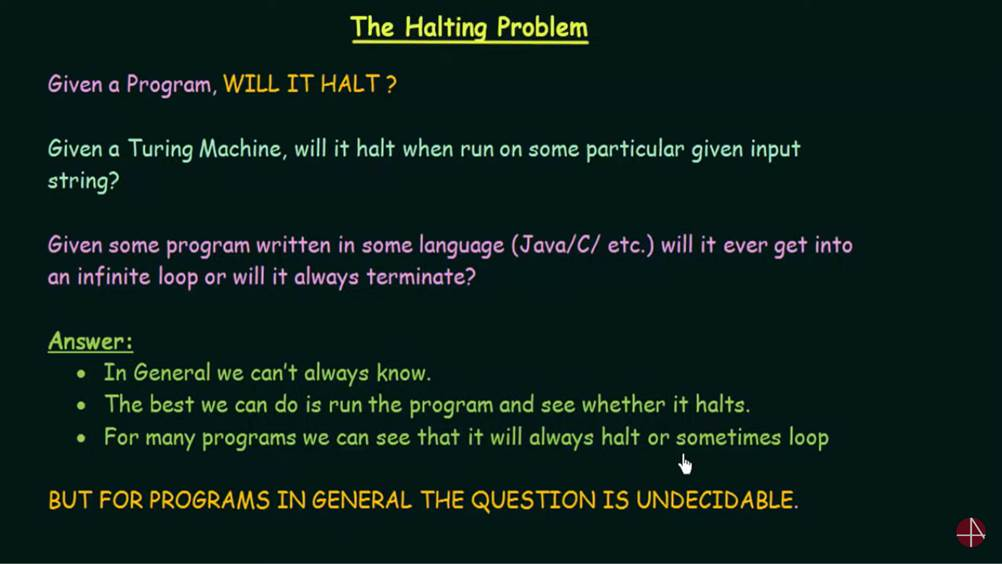 The Halting Problem
Given a Program, WILL IT HALT ?
Given a Turing Machine, will it halt when run on some particular given input
string?
Given some program written in some language (Java/C/ etc.) will it ever get into
an infinite loop or will it always terminate?
Answer:
• In General we can't always know.
• The best we can do is run the program and see whether it halts.
• For many programs we can see that it will always halt or sometimes loop
BUT FOR PROGRAMS IN GENERAL THE QUESTION IS UNDECIDABLE.